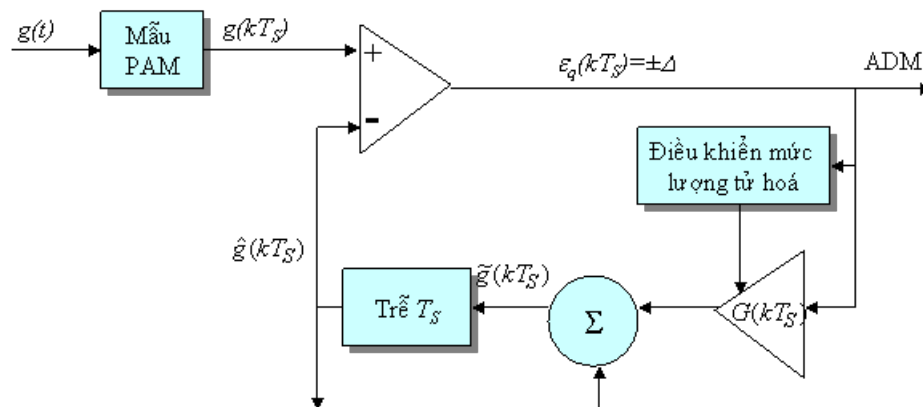 g(t)
Mẫu
PAM
g(kT_S)
+
-
ε_q(kT_S)=±Δ
ADM
Điều khiển mức
lượng tử hoá
ĝ(kT_S)
Trễ T_S
g̃(kT_S)
Σ
G(kT_S)